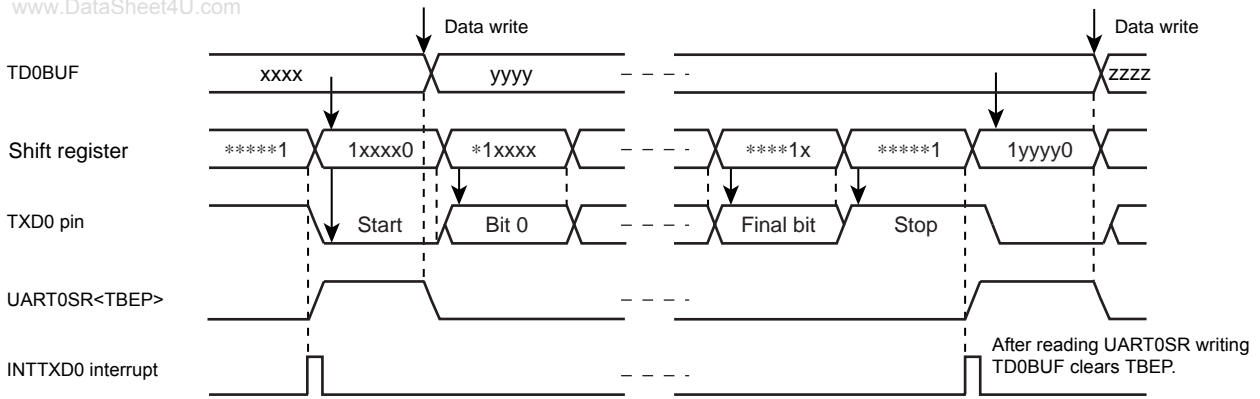 www.DataSheet4U.com
Data write
Data write
TD0BUF
xxxx
yyyy
zzzz
Shift register
*****1
1xxxx0
*1xxxx
****1x
*****1
1yyyy0
TXD0 pin
Start
Bit 0
Final bit
Stop
UART0SR<TBEP>
After reading UART0SR writing
TD0BUF clears TBEP.
INTTXD0 interrupt